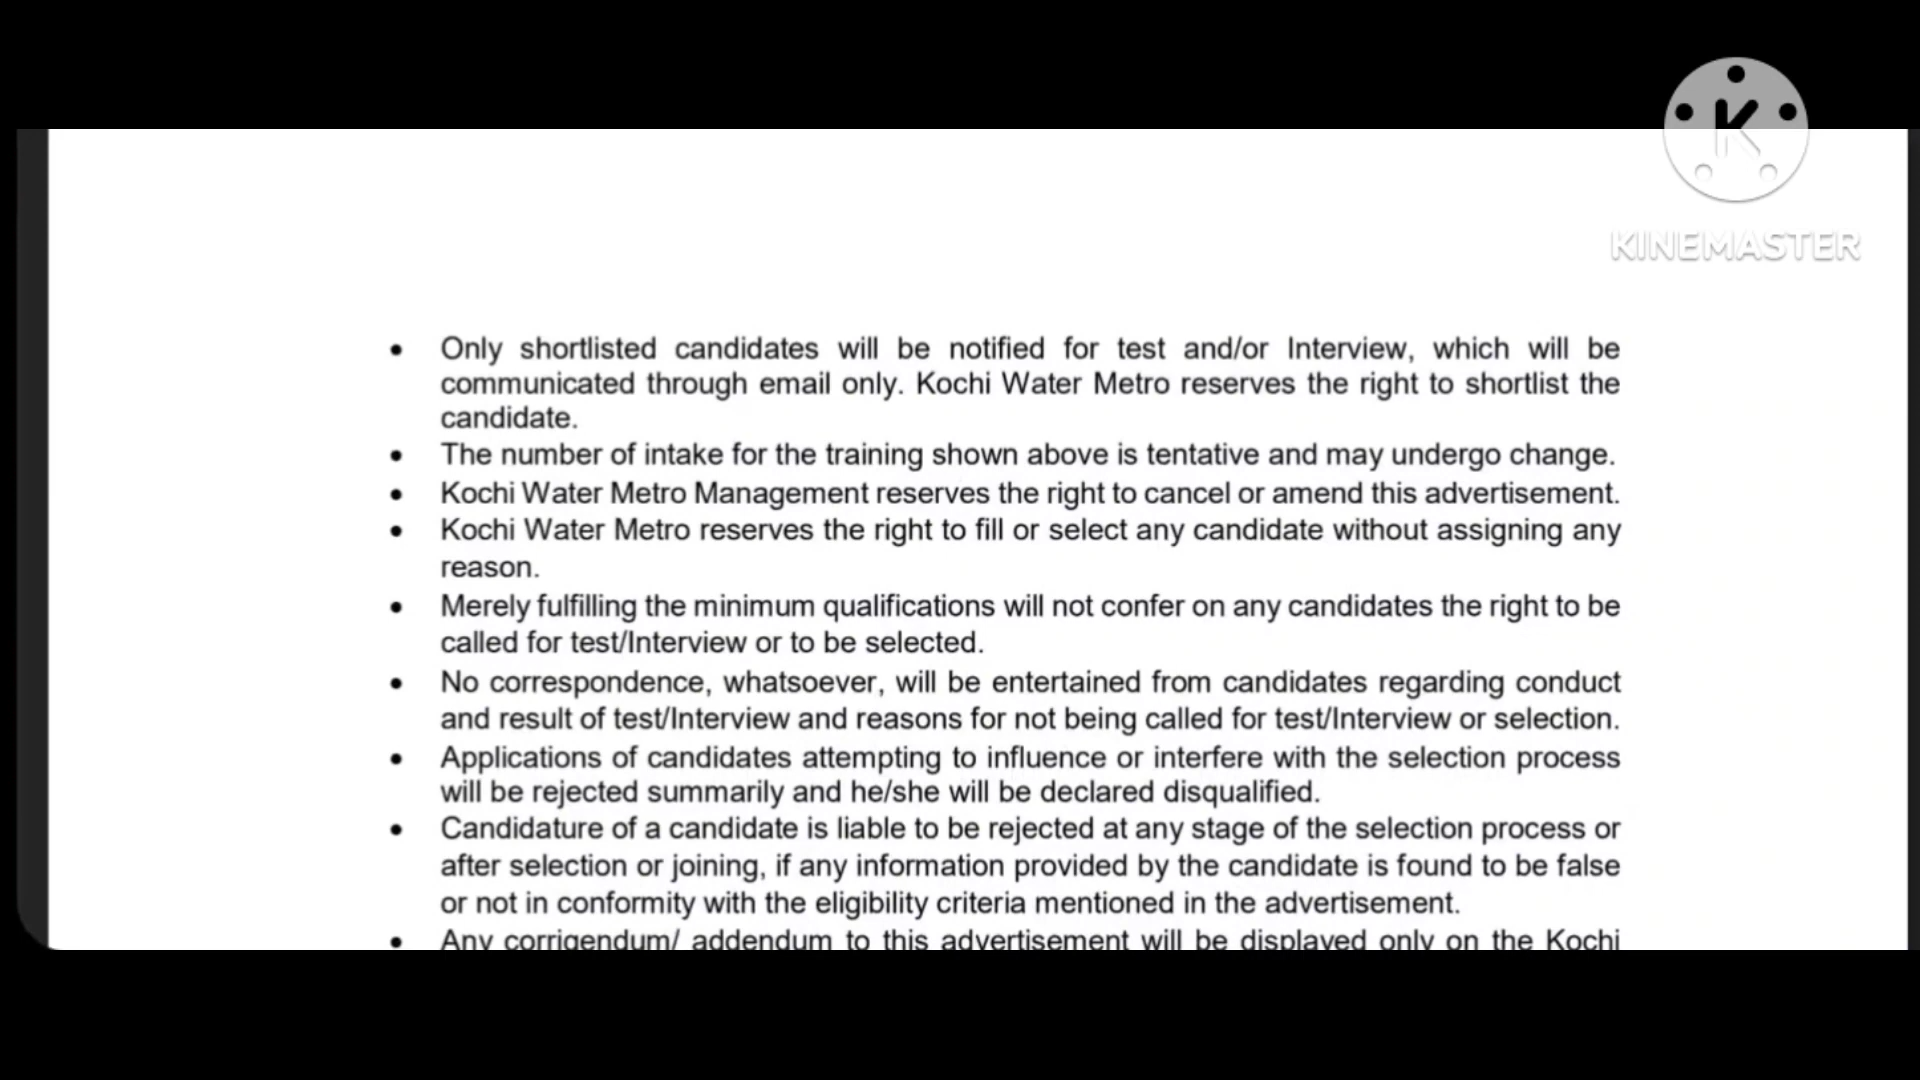 K
KINEMASTER
• Only shortlisted candidates will be notified for test and/or Interview, which will be
communicated through email only. Kochi Water Metro reserves the right to shortlist the
candidate.
• The number of intake for the training shown above is tentative and may undergo change.
• Kochi Water Metro Management reserves the right to cancel or amend this advertisement.
• Kochi Water Metro reserves the right to fill or select any candidate without assigning any
reason.
• Merely fulfilling the minimum qualifications will not confer on any candidates the right to be
called for test/Interview or to be selected.
• No correspondence, whatsoever, will be entertained from candidates regarding conduct
and result of test/Interview and reasons for not being called for test/Interview or selection.
• Applications of candidates attempting to influence or interfere with the selection process
will be rejected summarily and he/she will be declared disqualified.
• Candidature of a candidate is liable to be rejected at any stage of the selection process or
after selection or joining, if any information provided by the candidate is found to be false
or not in conformity with the eligibility criteria mentioned in the advertisement.
• Any corrigendum/ addendum to this advertisement will be displayed only on the Kochi